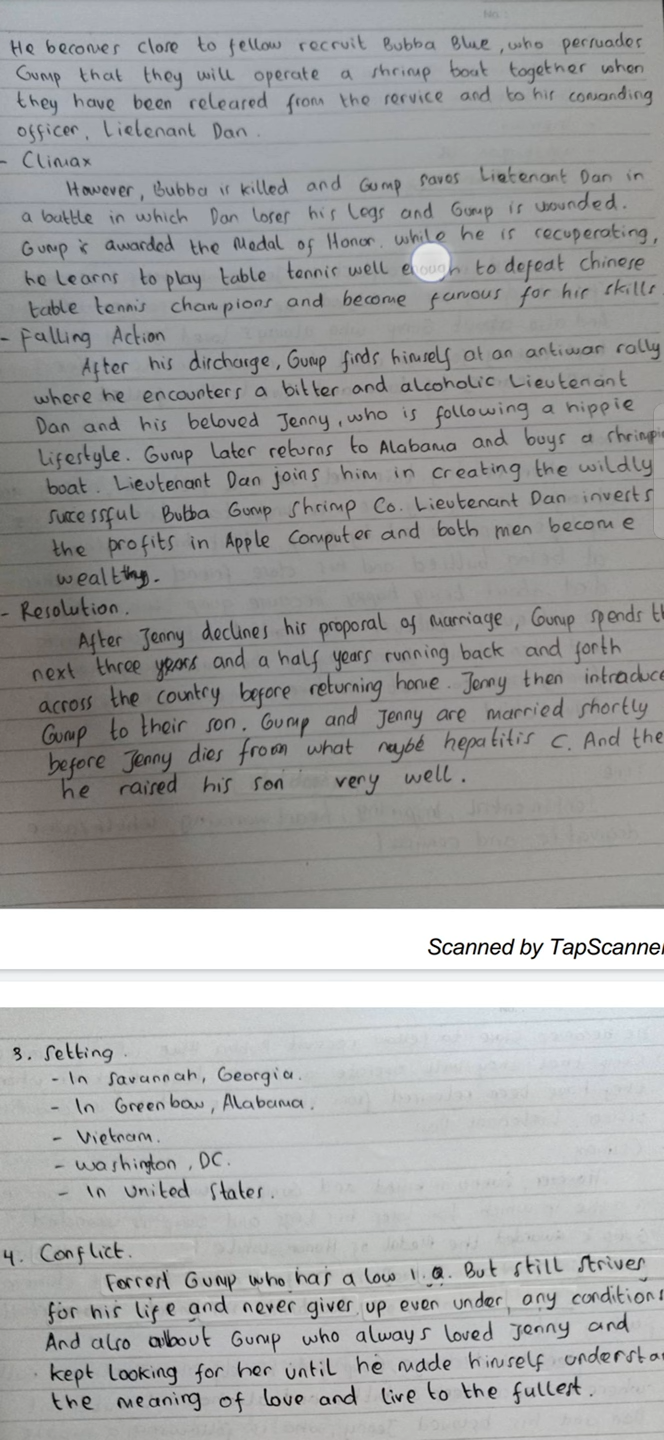 No.
He becomes close to fellow recruit Bubba Blue, who persuades
Gump that they will operate a shrimp boat together when
they have been released from the service and to his comanding
officer, Lietenant Dan.
- Climax
However, Bubba is killed and Gump saves Lietenant Dan in
a battle in which Dan loses his legs and Gump is wounded.
Gump is awarded the Medal of Honor. while he is recuperating,
he learns to play table tennis well enough to defeat chinese
table tennis champions and become famous for his skills.
- Falling Action
After his discharge, Gump finds himself at an antiwar rally
where he encounters a bitter and alcoholic Lieutenant
Dan and his beloved Jenny, who is following a hippie
lifestyle. Gump later returns to Alabama and buys a shrimpi
boat. Lieutenant Dan joins him in creating the wildly
successful Bubba Gump Shrimp Co. Lieutenant Dan invests
the profits in Apple Computer and both men become
wealthy.
- Resolution.
After Jenny declines his proposal of marriage, Gump spends th
next three years and a half years running back and forth
across the country before returning home. Jenny then introduce
Gump to their son. Gump and Jenny are married shortly
before Jenny dies from what maybe hepatitis C. And the
he raised his son very well.
Scanned by TapScanner
3. Setting.
- In Savannah, Georgia.
- In Greenbow, Alabama.
- Vietnam.
- Washington, DC.
- In United States.
4. Conflict.
Forrest Gump who has a low I.Q. But still strives
for his life and never gives up even under any conditions
And also about Gump who always loved Jenny and
kept looking for her until he made himself understa
the meaning of love and live to the fullest.